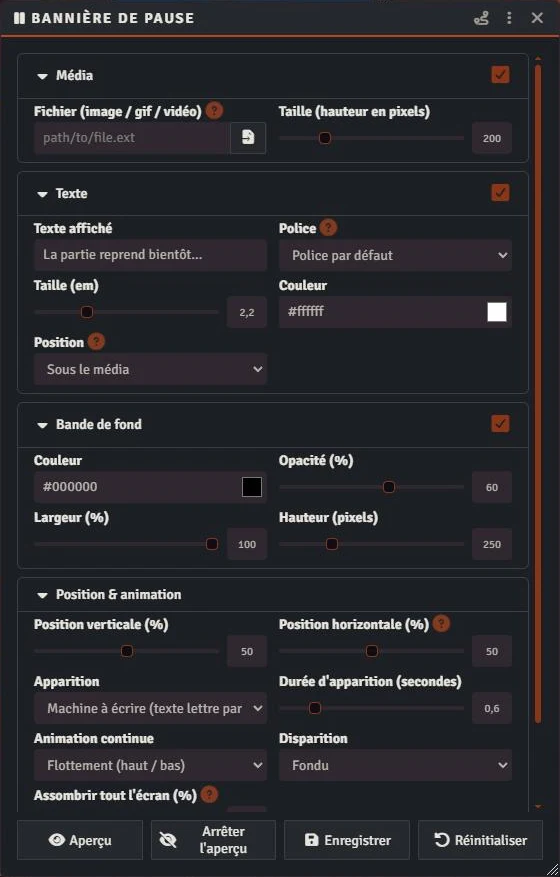 BANNIÈRE DE PAUSE
Média
Fichier (image / gif / vidéo) ?
Taille (hauteur en pixels)
path/to/file.ext
200
Texte
Texte affiché
Police ?
La partie reprend bientôt...
Police par défaut
Taille (em)
Couleur
2,2
#ffffff
Position ?
Sous le média
Bande de fond
Couleur
Opacité (%)
#000000
60
Largeur (%)
Hauteur (pixels)
100
250
Position & animation
Position verticale (%)
Position horizontale (%) ?
50
50
Apparition
Durée d'apparition (secondes)
Machine à écrire (texte lettre par
0,6
Animation continue
Disparition
Flottement (haut / bas)
Fondu
Assombrir tout l'écran (%) ?
Aperçu
Arrêter
l'aperçu
Enregistrer
Réinitialiser